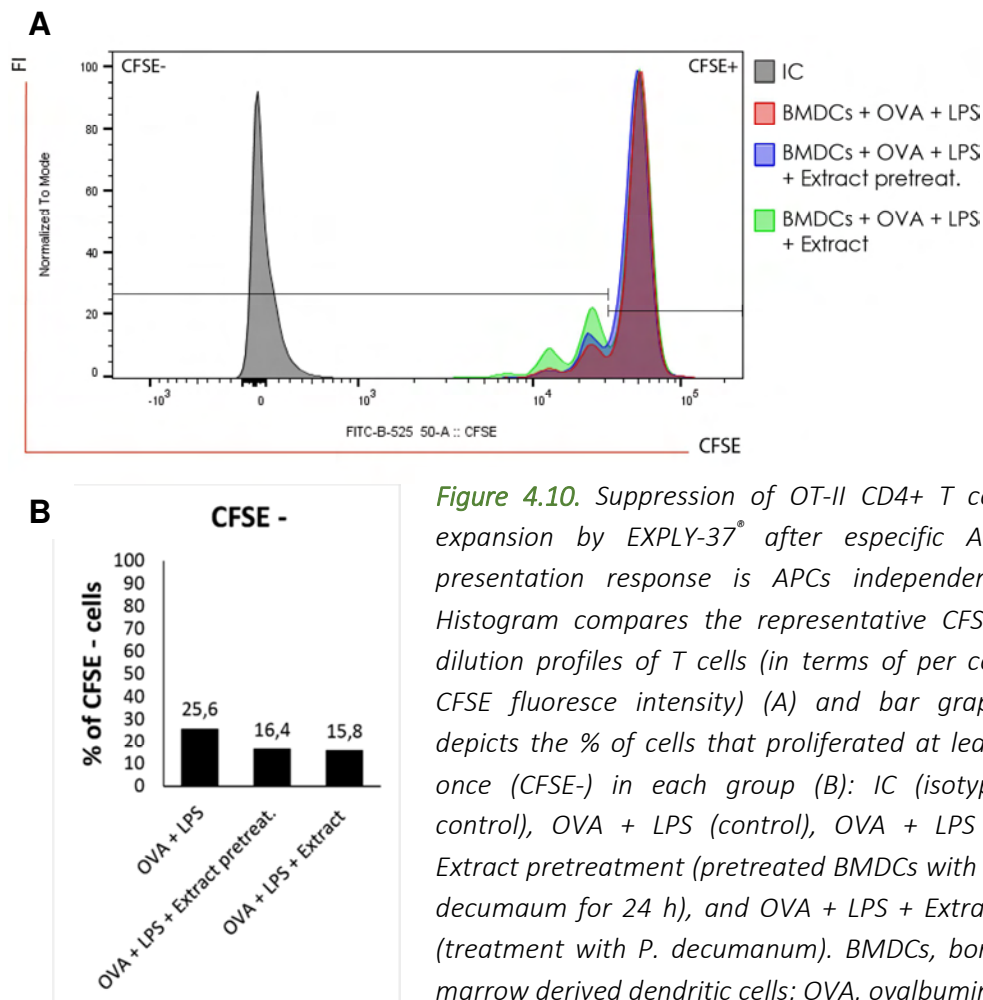 A
FI
CFSE-
CFSE+
100
80
60
40
20
0
Normalized To Mode
-10³
0
10³
10⁴
10⁵
FITC-B-525 50-A :: CFSE
CFSE
IC
BMDCs + OVA + LPS
BMDCs + OVA + LPS
+ Extract pretreat.
BMDCs + OVA + LPS
+ Extract
B
CFSE -
% of CFSE - cells
100
90
80
70
60
50
40
30
20
10
0
25,6
16,4
15,8
OVA + LPS
OVA + LPS + Extract pretreat.
OVA + LPS + Extract
Figure 4.10. Suppression of OT-II CD4+ T ce
expansion by EXPLY-37® after especific A
presentation response is APCs independen
Histogram compares the representative CFS
dilution profiles of T cells (in terms of per ce
CFSE fluoresce intensity) (A) and bar grap
depicts the % of cells that proliferated at lea
once (CFSE-) in each group (B): IC (isotyp
control), OVA + LPS (control), OVA + LPS
Extract pretreatment (pretreated BMDCs with
decumaum for 24 h), and OVA + LPS + Extra
(treatment with P. decumanum). BMDCs, bon
marrow derived dendritic cells; OVA, ovalbumin